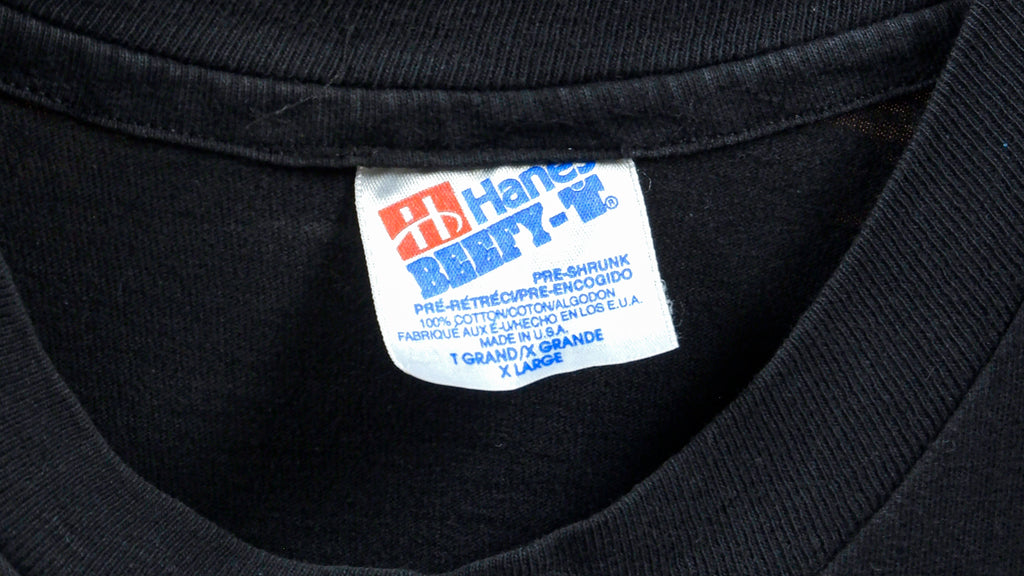 Hanes
BEEFY-T®
PRE-SHRUNK
PRÉ-RÉTRÉCI/PRE-ENCOGIDO
100% COTTON/COTON/ALGODON
FABRIQUÉ AUX É-U/HECHO EN LOS E.U.A.
MADE IN U.S.A.
T GRAND/X GRANDE
X LARGE